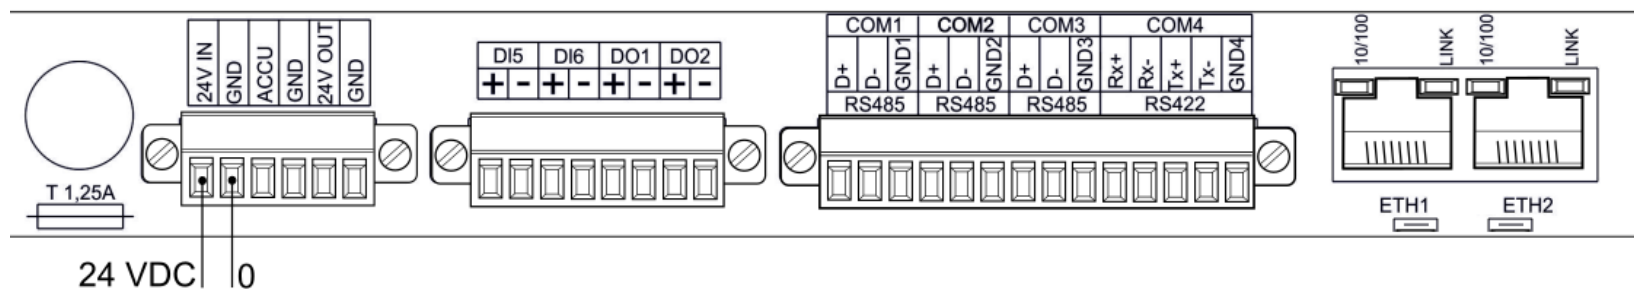 24V IN GND ACCU GND 24V OUT GND
DI5 DI6 DO1 DO2
+ - + - + - + -
COM1 COM2 COM3 COM4
D+ D- GND1 D+ D- GND2 D+ D- GND3 Rx+ Rx- Tx+ Tx- GND4
RS485 RS485 RS485 RS422
10/100 LINK 10/100 LINK
T 1,25A
ETH1 ETH2
24 VDC 0